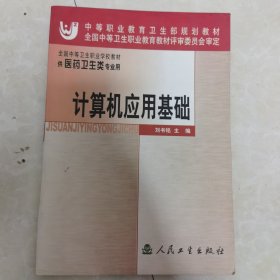 中等职业教育卫生部规划教材
全国中等卫生职业教育教材评审委员会审定
全国中等卫生职业学校教材
供医药卫生类专业用
计算机应用基础
JISUANJIYINGYONGJICHU
刘书铭 主 编
人民卫生出版社